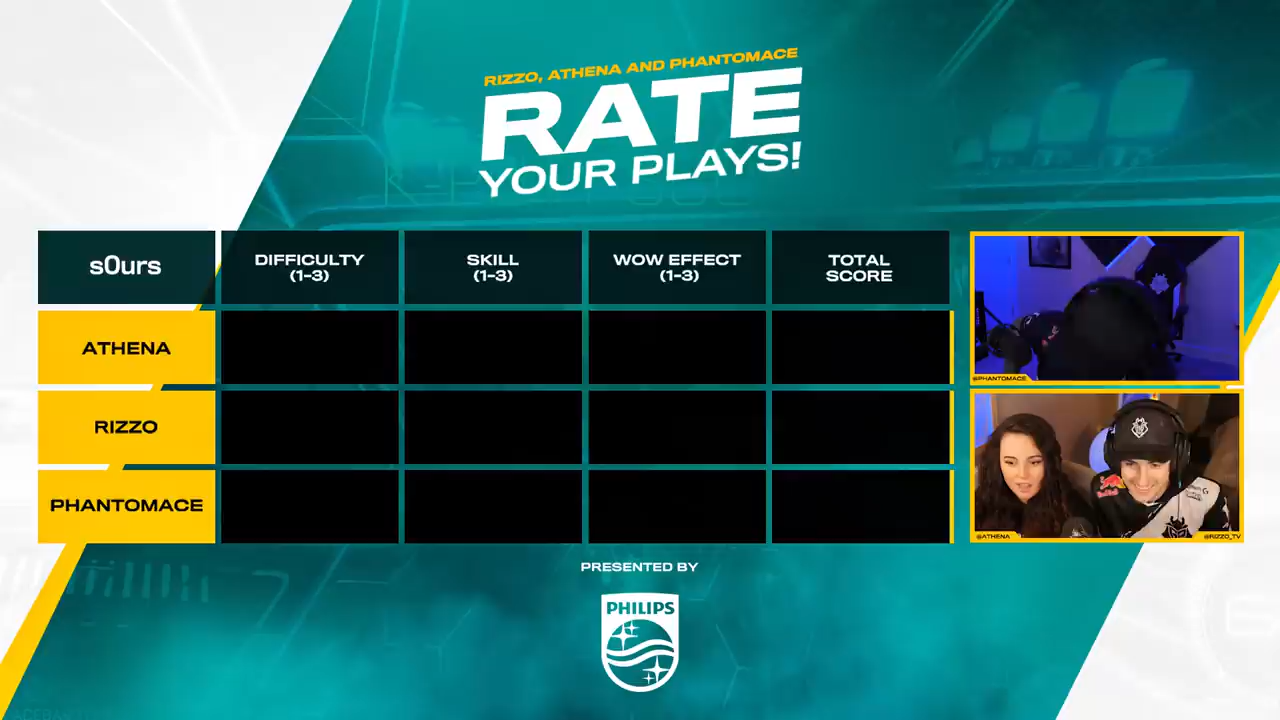 RIZZO, ATHENA AND PHANTOMACE
RATE
YOUR PLAYS!
s0urs
DIFFICULTY
(1-3)
SKILL
(1-3)
WOW EFFECT
(1-3)
TOTAL
SCORE
ATHENA
RIZZO
PHANTOMACE
@PHANTOMACE
@ATHENA
@RIZZO_TV
PRESENTED BY
PHILIPS